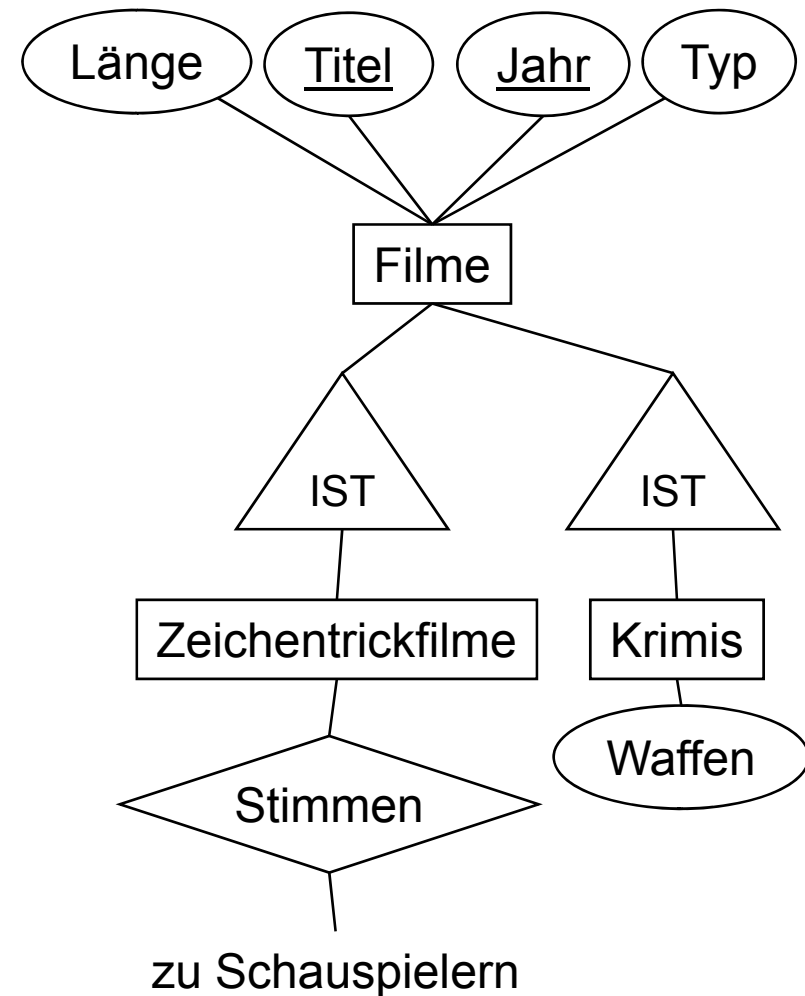 Länge Titel Jahr Typ
Filme
IST IST
Zeichentrickfilme Krimis
Waffen
Stimmen
zu Schauspielern